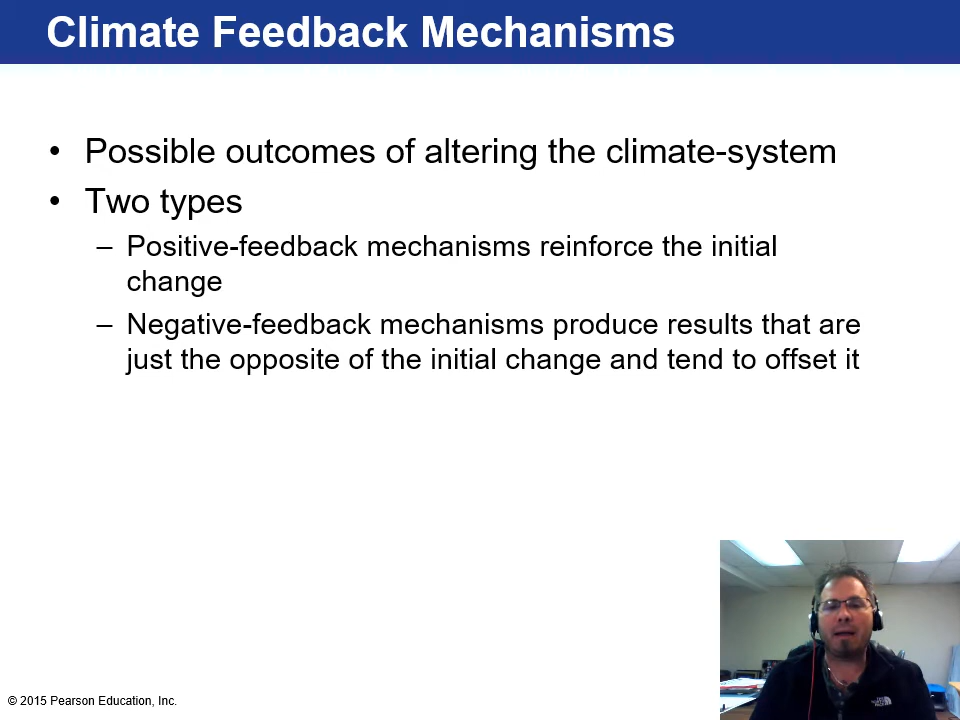 Climate Feedback Mechanisms
• Possible outcomes of altering the climate-system
• Two types
– Positive-feedback mechanisms reinforce the initial
change
– Negative-feedback mechanisms produce results that are
just the opposite of the initial change and tend to offset it
© 2015 Pearson Education, Inc.